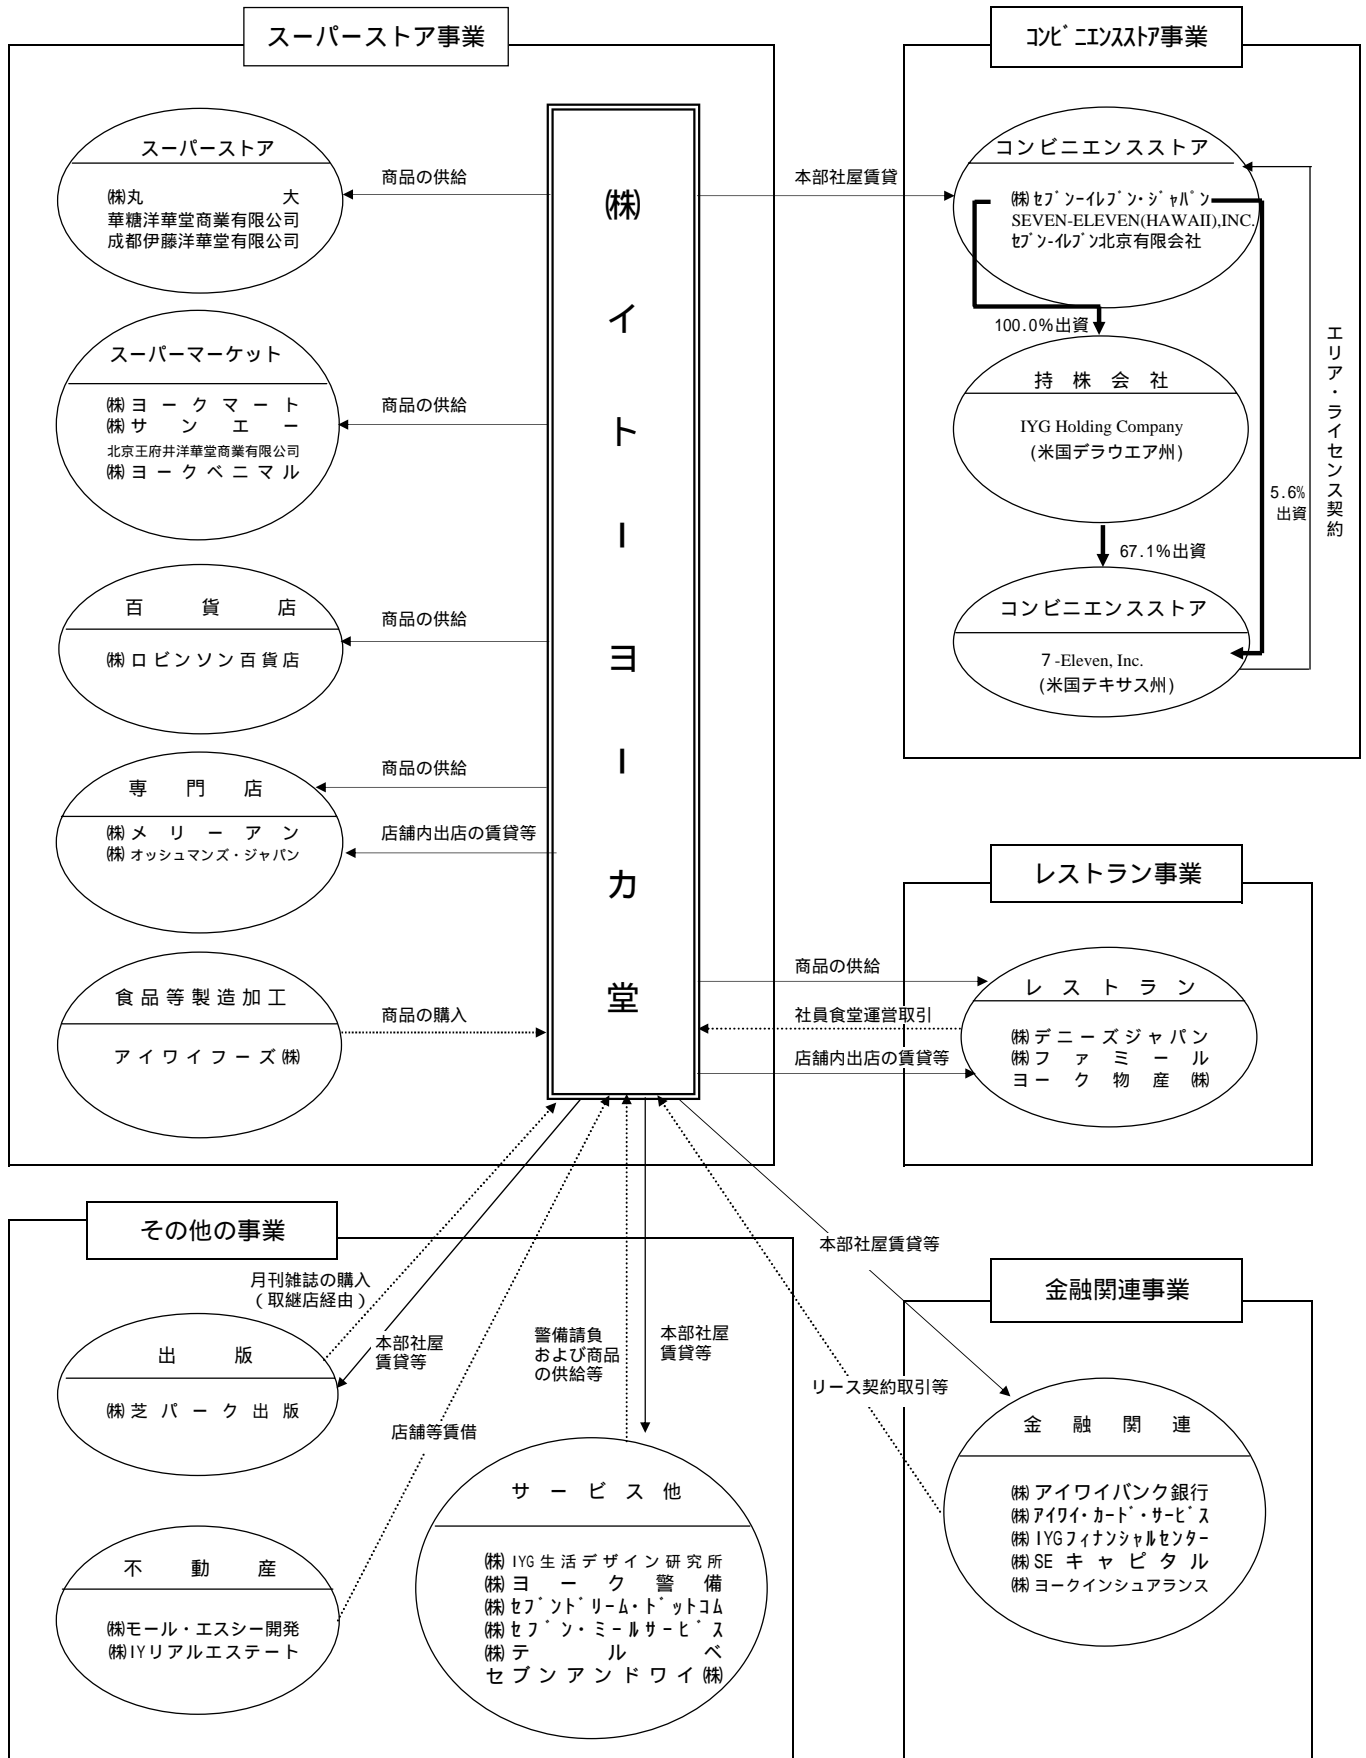 スーパーストア事業
スーパーストア
㈱丸　　　大
華糖洋華堂商業有限公司
成都伊藤洋華堂有限公司
商品の供給
スーパーマーケット
㈱ヨークマート
㈱サンエー
北京王府井洋華堂商業有限公司
㈱ヨークベニマル
商品の供給
百貨店
㈱ロビンソン百貨店
商品の供給
専門店
㈱メリーアン
㈱オッシュマンズ・ジャパン
商品の供給
店舗内出店の賃貸等
食品等製造加工
アイワイフーズ㈱
商品の購入
㈱イトーヨーカ堂
コンビニエンスストア事業
本部社屋賃貸
コンビニエンスストア
㈱セブン-イレブン・ジャパン
SEVEN-ELEVEN(HAWAII),INC.
セブン-イレブン北京有限会社
100.0%出資
持株会社
IYG Holding Company
(米国デラウエア州)
67.1%出資
コンビニエンスストア
7-Eleven, Inc.
(米国テキサス州)
5.6%
出資
エリア・ライセンス契約
レストラン事業
商品の供給
社員食堂運営取引
店舗内出店の賃貸等
レストラン
㈱デニーズジャパン
㈱ファミール
ヨーク物産㈱
その他の事業
月刊雑誌の購入
(取継店経由)
本部社屋
賃貸等
出版
㈱芝パーク出版
店舗等賃借
不動産
㈱モール・エスシー開発
㈱IYリアルエステート
警備請負
および商品
の供給等
本部社屋
賃貸等
サービス他
㈱IYG生活デザイン研究所
㈱ヨーク警備
㈱セブンドリーム・ドットコム
㈱セブン・ミールサービス
㈱テルベ
セブンアンドワイ㈱
金融関連事業
本部社屋賃貸等
リース契約取引等
金融関連
㈱アイワイバンク銀行
㈱アイワイ・カード・サービス
㈱IYGフィナンシャルセンター
㈱SEキャピタル
㈱ヨークインシュアランス